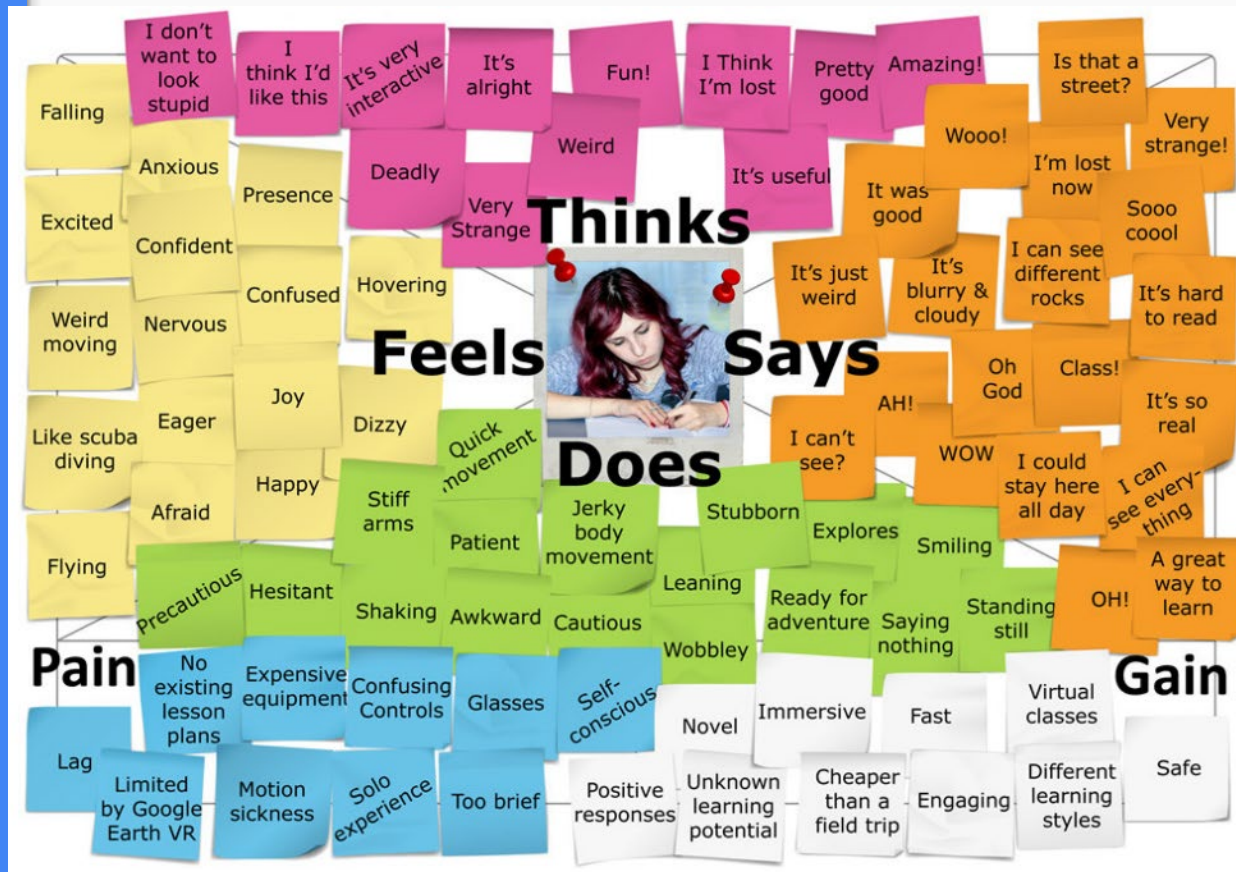 I don't
want to
look
stupid
I
think I'd
like this
It's very
interactive
It's
alright
Fun!
I Think
I'm lost
Pretty
good
Amazing!
Deadly
Very
Strange
Weird
It's useful
Thinks
Falling
Anxious
Presence
Excited
Confident
Confused
Hovering
Weird
moving
Nervous
Joy
Dizzy
Like scuba
diving
Eager
Happy
Afraid
Flying
Feels
Is that a
street?
Wooo!
Very
strange!
I'm lost
now
It was
good
Sooo
coool
I can see
different
rocks
It's just
weird
It's
blurry &
cloudy
It's hard
to read
Oh
God
Class!
AH!
It's so
real
I can't
see?
WOW
I could
stay here
all day
I can
see every-
thing
OH!
A great
way to
learn
Says
Does
Quick
movement
Stiff
arms
Patient
Jerky
body
movement
Stubborn
Explores
Smiling
Precautious
Hesitant
Shaking
Awkward
Cautious
Leaning
Wobbley
Ready for
adventure
Saying
nothing
Standing
still
Pain
No
existing
lesson
plans
Expensive
equipment
Confusing
Controls
Glasses
Self-
conscious
Lag
Limited
by Google
Earth VR
Motion
sickness
Solo
experience
Too brief
Gain
Novel
Immersive
Fast
Virtual
classes
Positive
responses
Unknown
learning
potential
Cheaper
than a
field trip
Engaging
Different
learning
styles
Safe